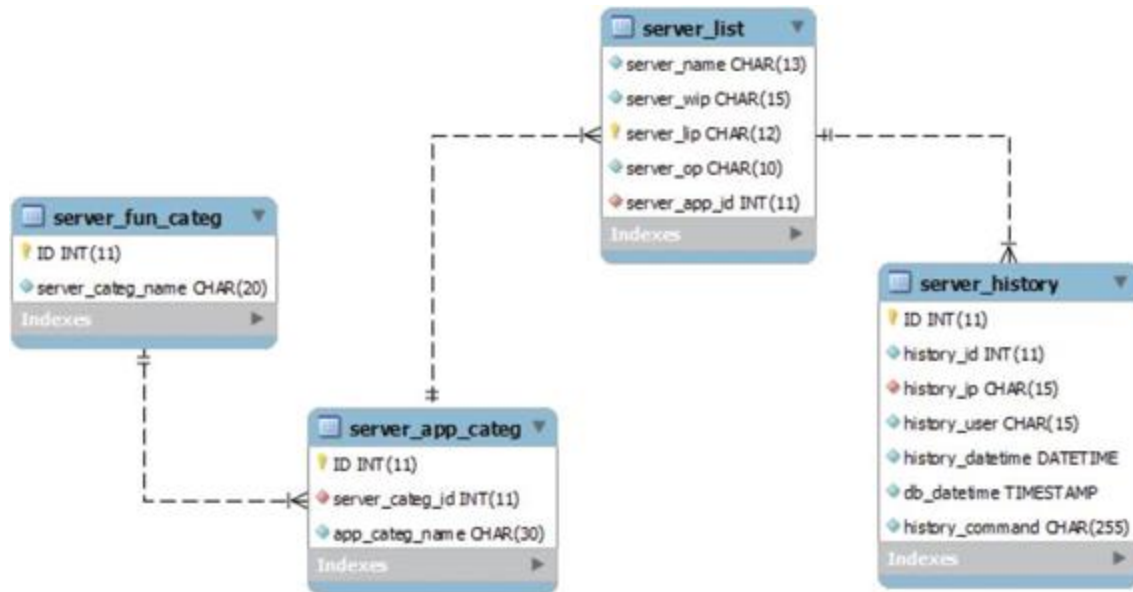 server_list
server_name CHAR(13)
server_wip CHAR(15)
server_lip CHAR(12)
server_op CHAR(10)
server_app_id INT(11)
Indexes
server_fun_categ
ID INT(11)
server_categ_name CHAR(20)
Indexes
server_app_categ
ID INT(11)
server_categ_id INT(11)
app_categ_name CHAR(30)
Indexes
server_history
ID INT(11)
history_id INT(11)
history_ip CHAR(15)
history_user CHAR(15)
history_datetime DATETIME
db_datetime TIMESTAMP
history_command CHAR(255)
Indexes